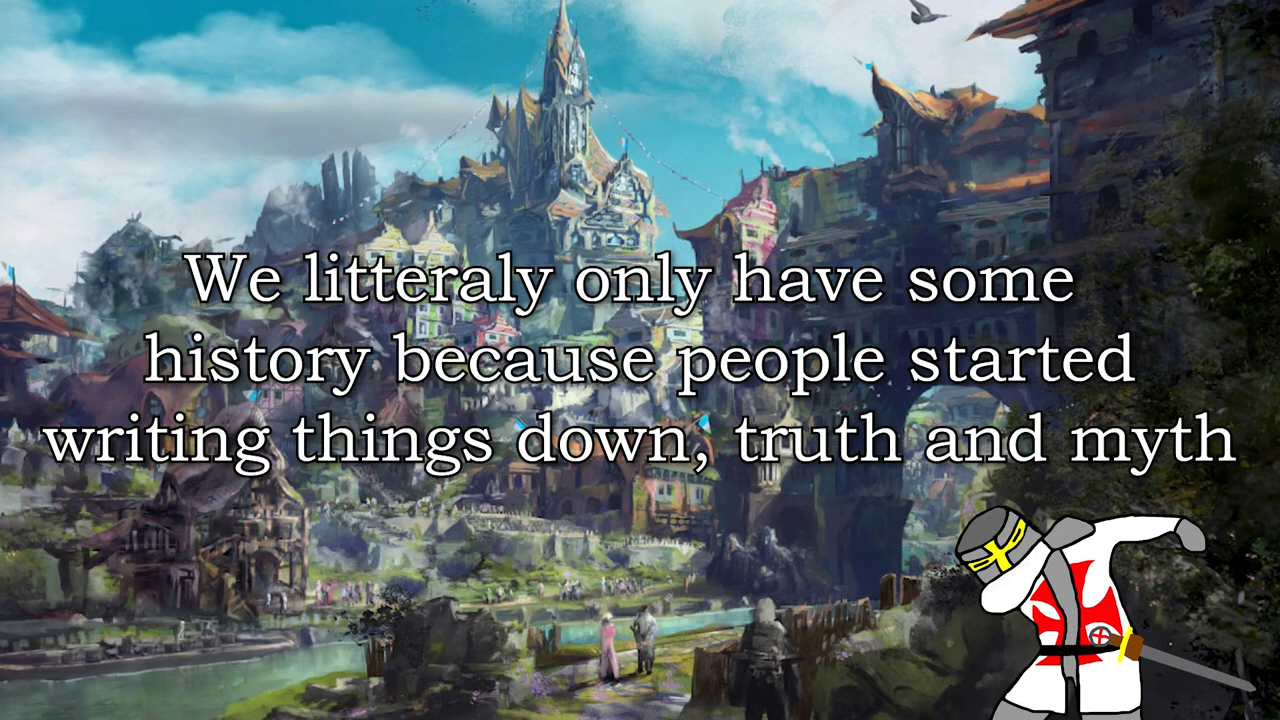 We litteraly only have some
history because people started
writing things down, truth and myth